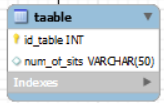 taable
id_table INT
num_of_sits VARCHAR(50)
Indexes